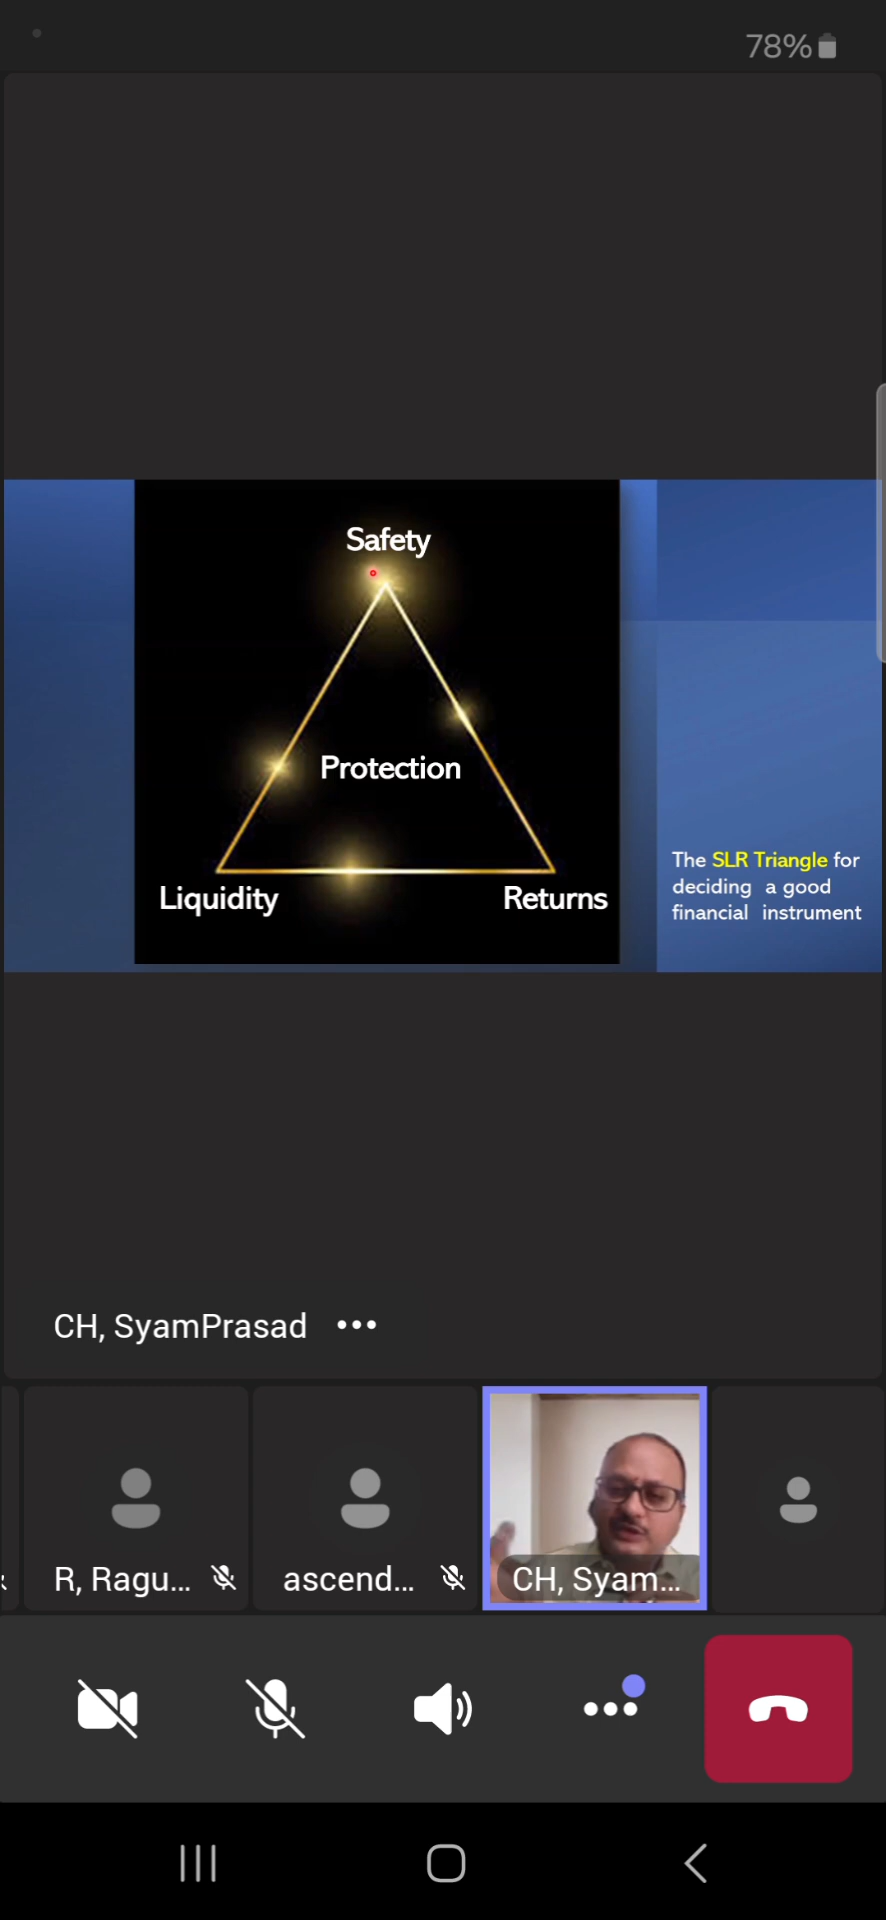 78%
Safety
Protection
Liquidity
Returns
The SLR Triangle for
deciding a good
financial instrument
CH, SyamPrasad
R, Ragu...
ascend...
CH, Syam...